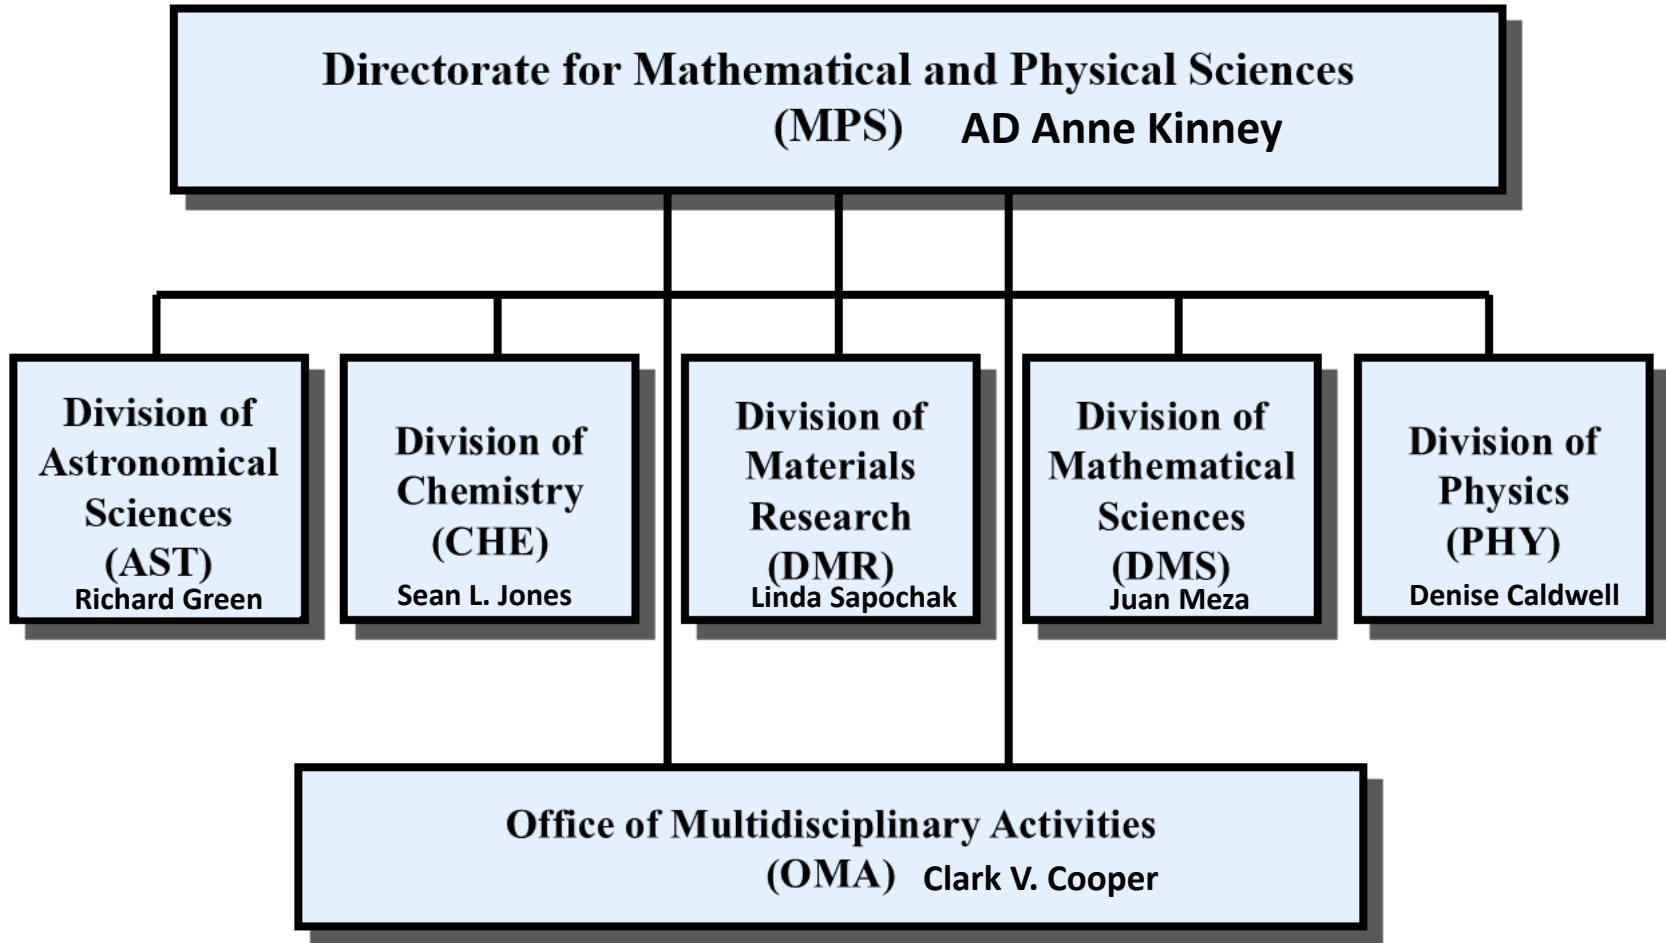 Directorate for Mathematical and Physical Sciences
(MPS) AD Anne Kinney
Division of
Astronomical
Sciences
(AST)
Richard Green
Division of
Chemistry
(CHE)
Sean L. Jones
Division of
Materials
Research
(DMR)
Linda Sapochak
Division of
Mathematical
Sciences
(DMS)
Juan Meza
Division of
Physics
(PHY)
Denise Caldwell
Office of Multidisciplinary Activities
(OMA) Clark V. Cooper